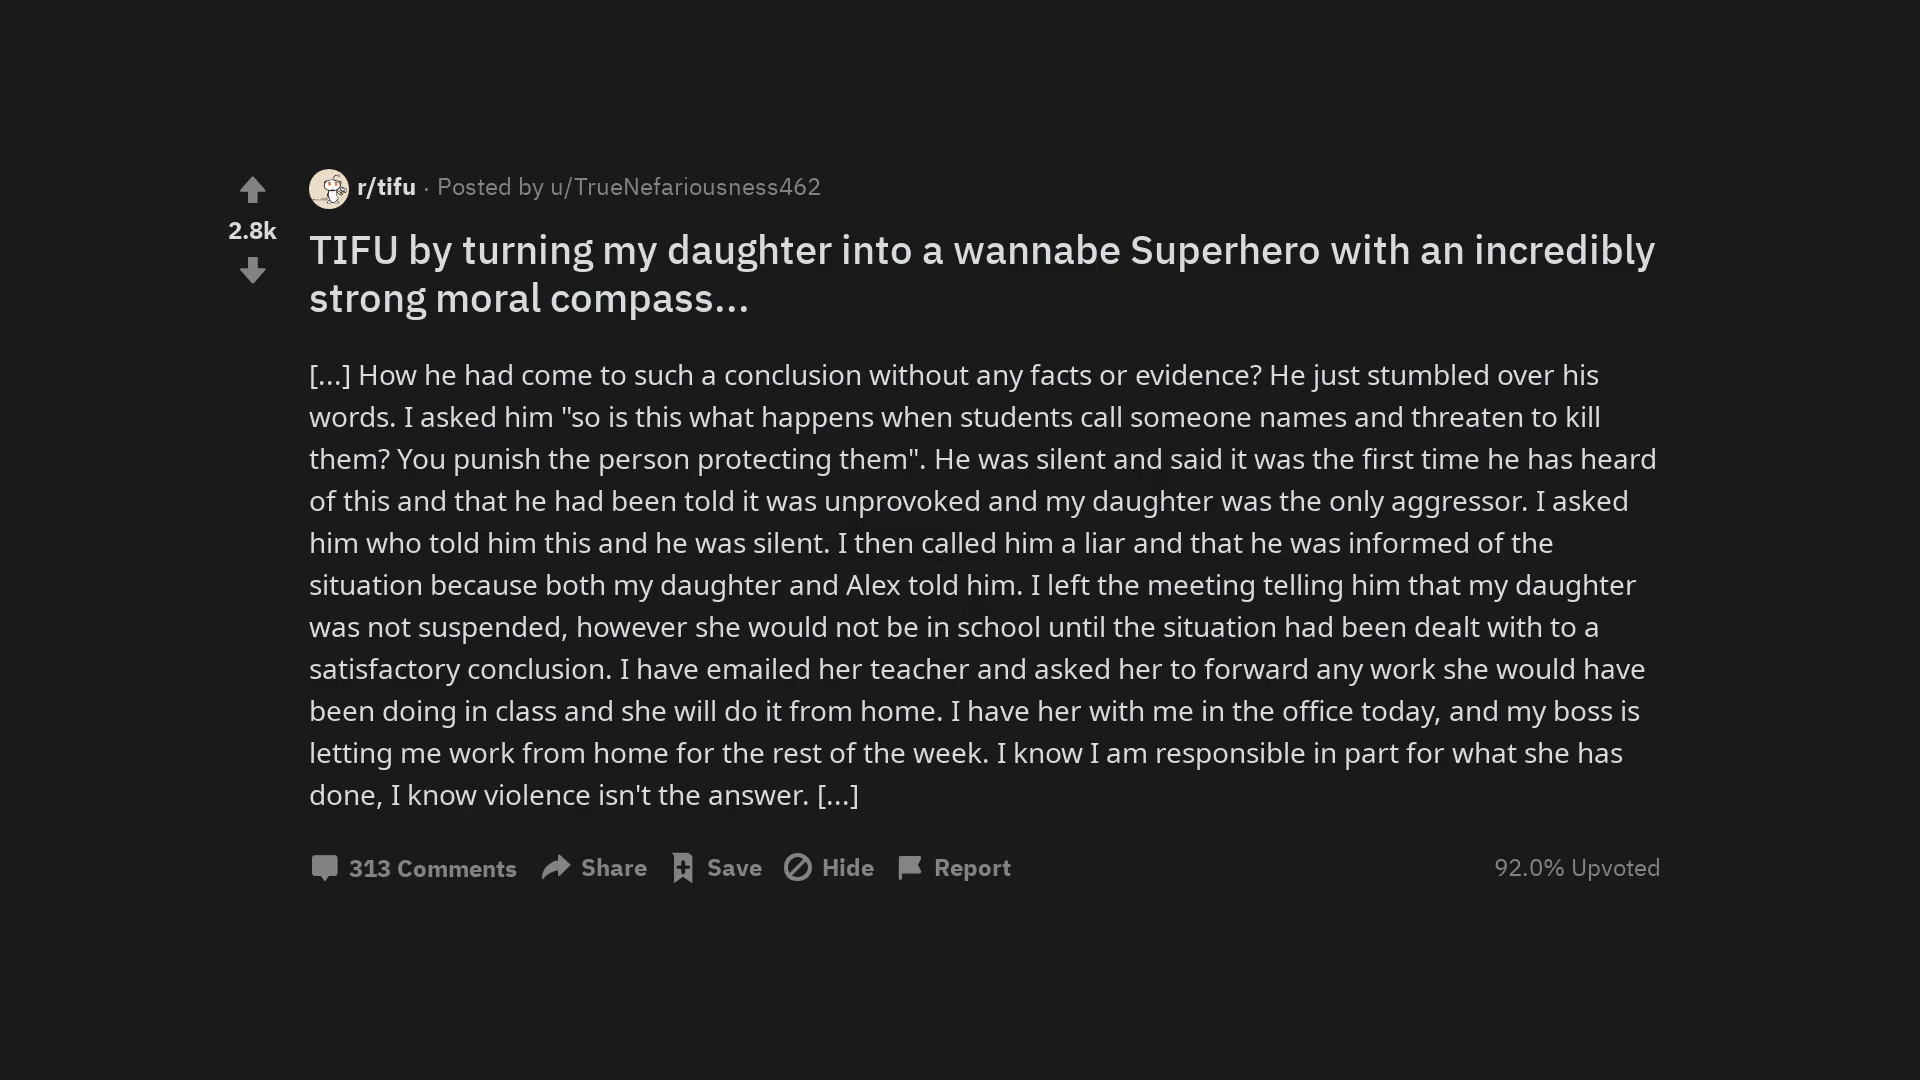 r/tifu · Posted by u/TrueNefariousness462
2.8k
TIFU by turning my daughter into a wannabe Superhero with an incredibly
strong moral compass...
[...] How he had come to such a conclusion without any facts or evidence? He just stumbled over his
words. I asked him "so is this what happens when students call someone names and threaten to kill
them? You punish the person protecting them". He was silent and said it was the first time he has heard
of this and that he had been told it was unprovoked and my daughter was the only aggressor. I asked
him who told him this and he was silent. I then called him a liar and that he was informed of the
situation because both my daughter and Alex told him. I left the meeting telling him that my daughter
was not suspended, however she would not be in school until the situation had been dealt with to a
satisfactory conclusion. I have emailed her teacher and asked her to forward any work she would have
been doing in class and she will do it from home. I have her with me in the office today, and my boss is
letting me work from home for the rest of the week. I know I am responsible in part for what she has
done, I know violence isn't the answer. [...]
313 Comments Share Save Hide Report 92.0% Upvoted